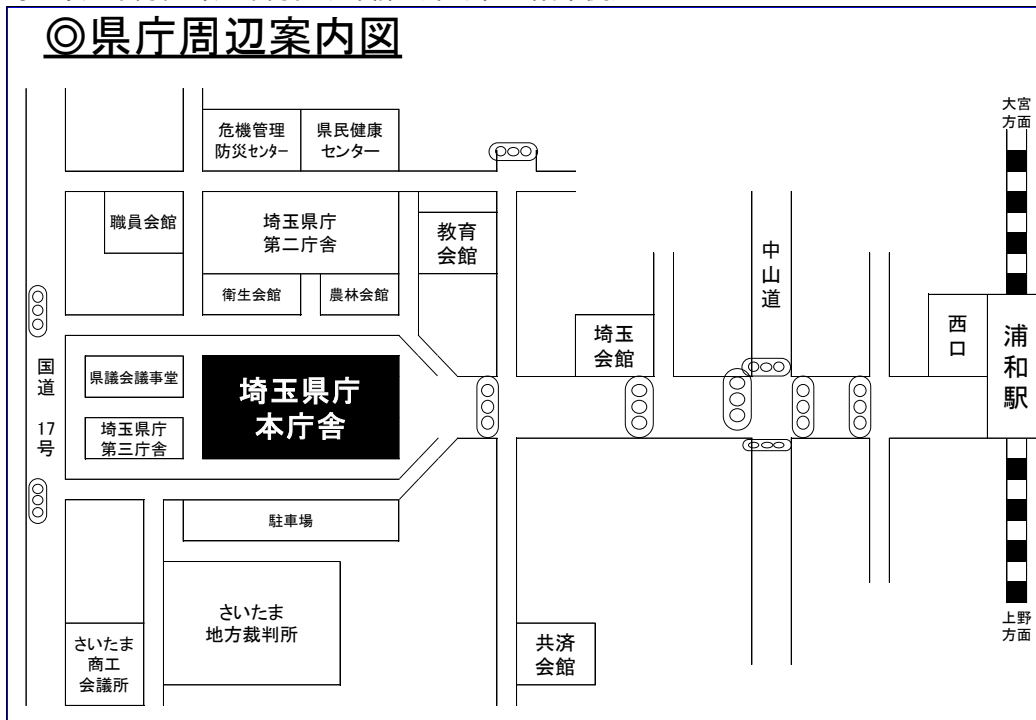 ◎県庁周辺案内図
大宮
方面
危機管理
防災センター
県民健康
センター
職員会館
埼玉県庁
第二庁舎
教育
会館
中山道
衛生会館
農林会館
埼玉
会館
西口
浦和駅
国道
17号
県議会議事堂
埼玉県庁
本庁舎
埼玉県庁
第三庁舎
駐車場
さいたま
地方裁判所
さいたま
商工
会議所
共済
会館
上野
方面